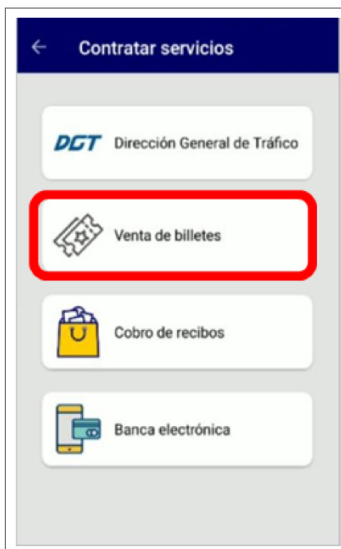 Contratar servicios
DGT Dirección General de Tráfico
Venta de billetes
Cobro de recibos
Banca electrónica